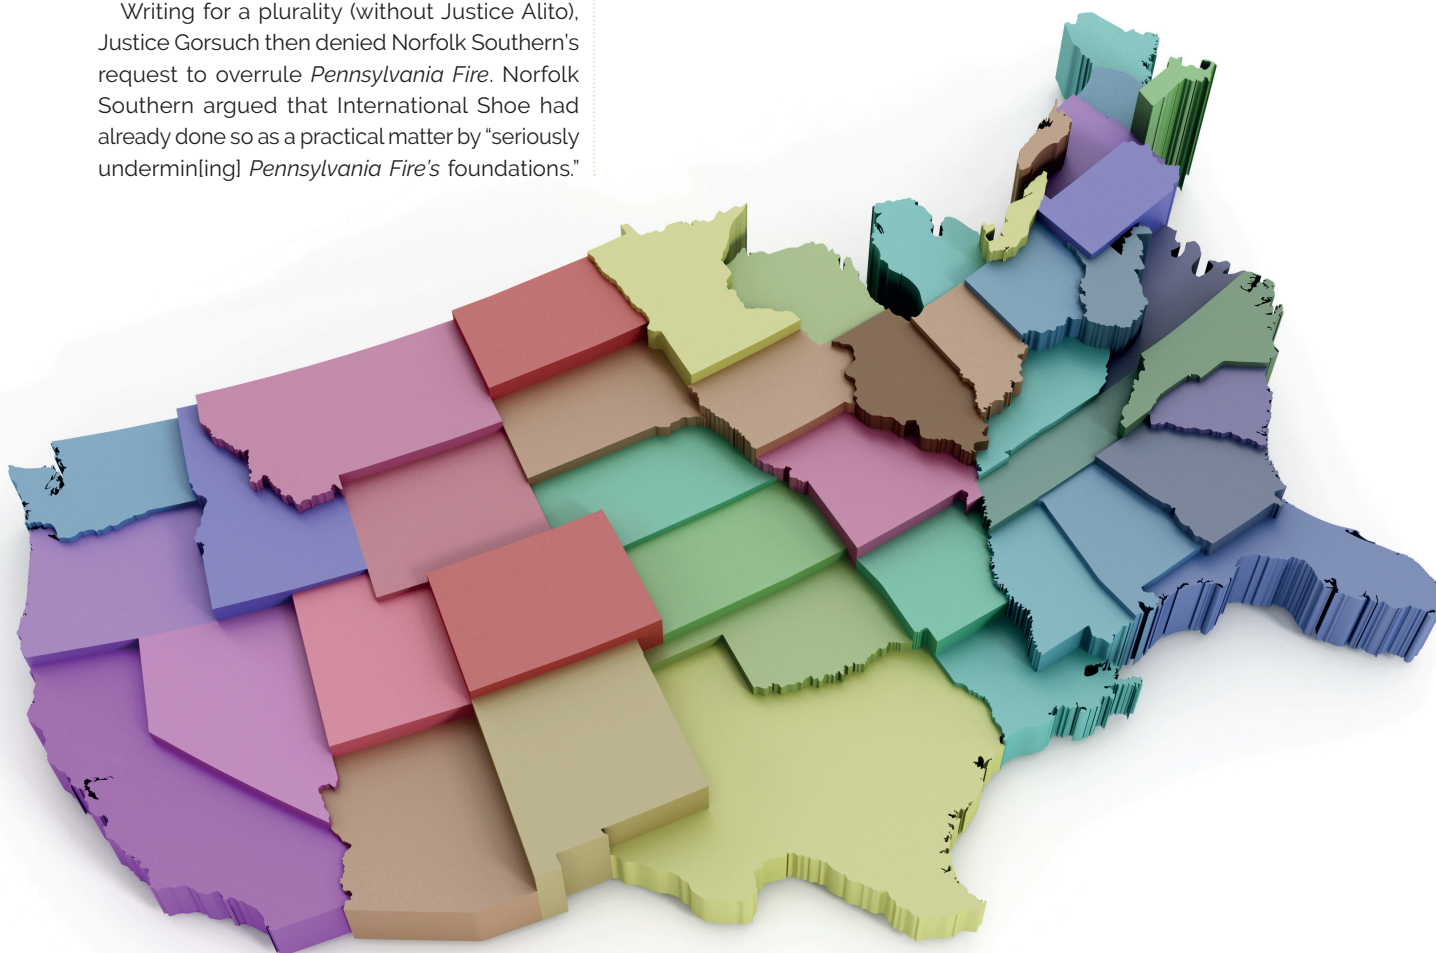 Writing for a plurality (without Justice Alito),
Justice Gorsuch then denied Norfolk Southern’s
request to overrule Pennsylvania Fire. Norfolk
Southern argued that International Shoe had
already done so as a practical matter by “seriously
undermin[ing] Pennsylvania Fire’s foundations.”